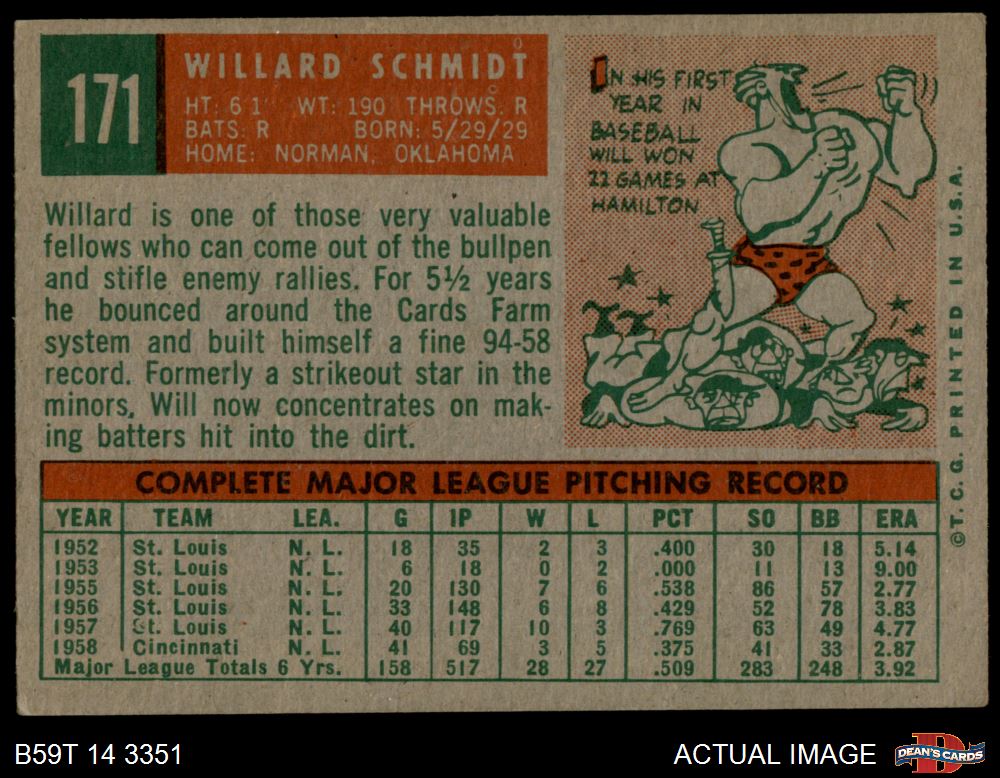 171
WILLARD SCHMIDT
HT: 6 1" WT: 190 THROWS: R
BATS: R BORN: 5/29/29
HOME: NORMAN, OKLAHOMA
IN HIS FIRST
YEAR IN
BASEBALL
WILL WON
22 GAMES AT
HAMILTON
Willard is one of those very valuable
fellows who can come out of the bullpen
and stifle enemy rallies. For 5½ years
he bounced around the Cards Farm
system and built himself a fine 94-58
record. Formerly a strikeout star in the
minors, Will now concentrates on mak-
ing batters hit into the dirt.
COMPLETE MAJOR LEAGUE PITCHING RECORD
YEAR TEAM LEA. G IP W L PCT SO BB ERA
1952 St. Louis N. L. 18 35 2 3 .400 30 18 5.14
1953 St. Louis N. L. 6 18 0 2 .000 11 13 9.00
1955 St. Louis N. L. 20 130 7 6 .538 86 57 2.77
1956 St. Louis N. L. 33 148 6 8 .429 52 78 3.83
1957 St. Louis N. L. 40 117 10 3 .769 63 49 4.77
1958 Cincinnati N. L. 41 69 3 5 .375 41 33 2.87
Major League Totals 6 Yrs. 158 517 28 27 .509 283 248 3.92
©T. C. G. PRINTED IN U.S.A.
B59T 14 3351
ACTUAL IMAGE
DEAN'S CARDS